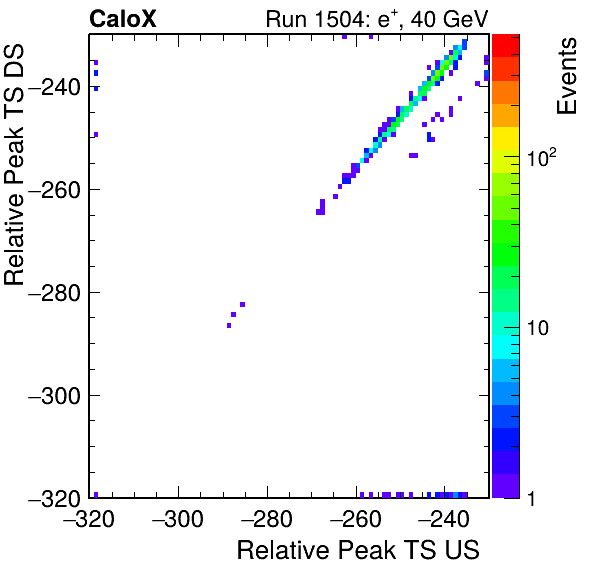 CaloX Run 1504: e⁺, 40 GeV
Events
Relative Peak TS DS
−240
−260
−280
−300
−320
10²
10
1
−320 −300 −280 −260 −240
Relative Peak TS US